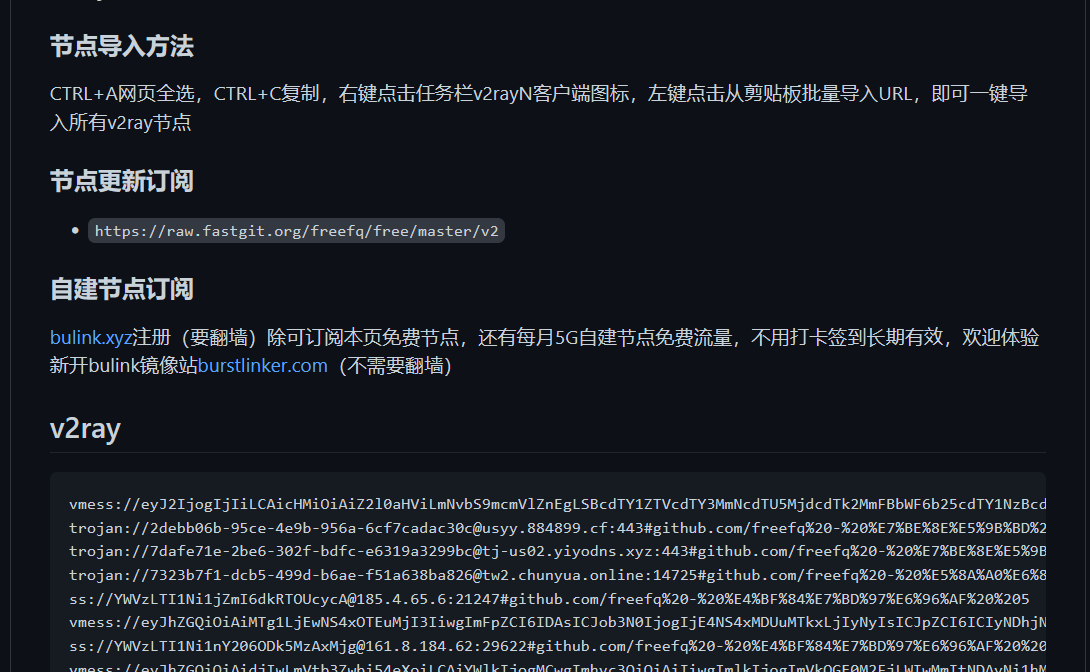 节点导入方法
CTRL+A网页全选，CTRL+C复制，右键点击任务栏v2rayN客户端图标，左键点击从剪贴板批量导入URL，即可一键导
入所有v2ray节点
节点更新订阅
https://raw.fastgit.org/freefq/free/master/v2
自建节点订阅
bulink.xyz注册（要翻墙）除可订阅本页免费节点，还有每月5G自建节点免费流量，不用打卡签到长期有效，欢迎体验
新开bulink镜像站burstlinker.com（不需要翻墙）
v2ray
vmess://eyJ2IjogIjIiLCAicHMiOiAiZ2l0aHViLmNvbS9mcmVlZnEgLSBcdTY1ZTVcdTY3MmNcdTU5MjdcdTk2MmFBbWF6b25cdTY1NzBcd
trojan://2debb06b-95ce-4e9b-956a-6cf7cadac30c@usyy.884899.cf:443#github.com/freefq%20-%20%E7%BE%8E%E5%9B%BD%2
trojan://7dafe71e-2be6-302f-bdfc-e6319a3299bc@tj-us02.yiyodns.xyz:443#github.com/freefq%20-%20%E7%BE%8E%E5%9B
trojan://7323b7f1-dcb5-499d-b6ae-f51a638ba826@tw2.chunyua.online:14725#github.com/freefq%20-%20%E5%8A%A0%E6%8
ss://YWVzLTI1Ni1jZmI6dkRTOUcycA@185.4.65.6:21247#github.com/freefq%20-%20%E4%BF%84%E7%BD%97%E6%96%AF%20%205
vmess://eyJhZGQiOiAiMTg1LjEwNS4xOTEuMjI3IiwgImFpZCI6IDAsICJob3N0IjogIjE4NS4xMDUuMTkxLjIyNyIsICJpZCI6ICIyNDhjN
ss://YWVzLTI1Ni1nY206ODk5MzAxMjg@161.8.184.62:29622#github.com/freefq%20-%20%E4%BF%84%E7%BD%97%E6%96%AF%20%20